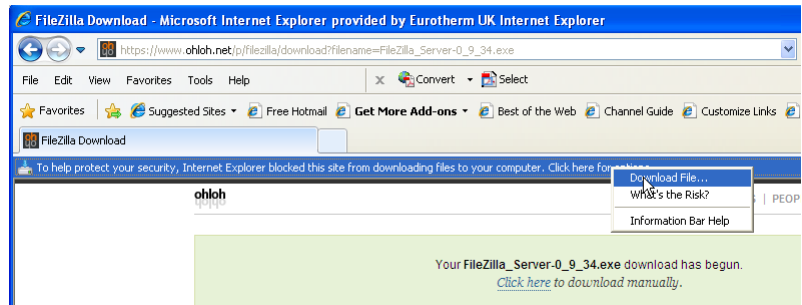 FileZilla Download - Microsoft Internet Explorer provided by Eurotherm UK Internet Explorer
https://www.ohloh.net/p/filezilla/download?filename=FileZilla_Server-0_9_34.exe
File Edit View Favorites Tools Help x Convert Select
Favorites Suggested Sites Free Hotmail Get More Add-ons Best of the Web Channel Guide Customize Links
FileZilla Download
To help protect your security, Internet Explorer blocked this site from downloading files to your computer. Click here for options...
Download File...
What's the Risk?
Information Bar Help
ohloh
| PEOP
Your FileZilla_Server-0_9_34.exe download has begun.
Click here to download manually.